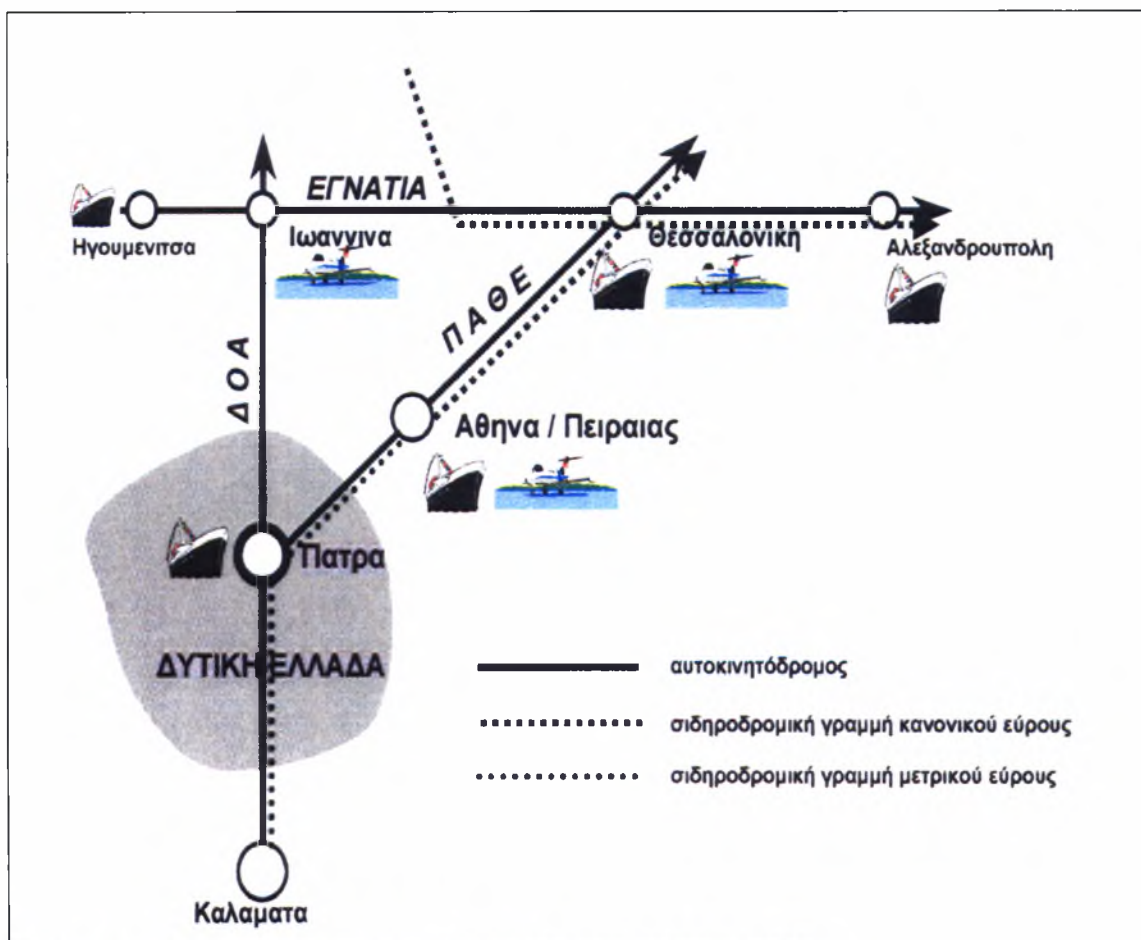 ΕΓΝΑΤΙΑ
Ηγουμενιτσα
Ιωαννινα
Θεσσαλονικη
Αλεξανδρουπολη
ΠΑΘΕ
ΔΟΑ
Αθηνα / Πειραιας
Πατρα
ΔΥΤΙΚΗ ΕΛΛΑΔΑ
αυτοκινητόδρομος
σιδηροδρομική γραμμή κανονικού εύρους
σιδηροδρομική γραμμή μετρικού εύρους
Καλαματα